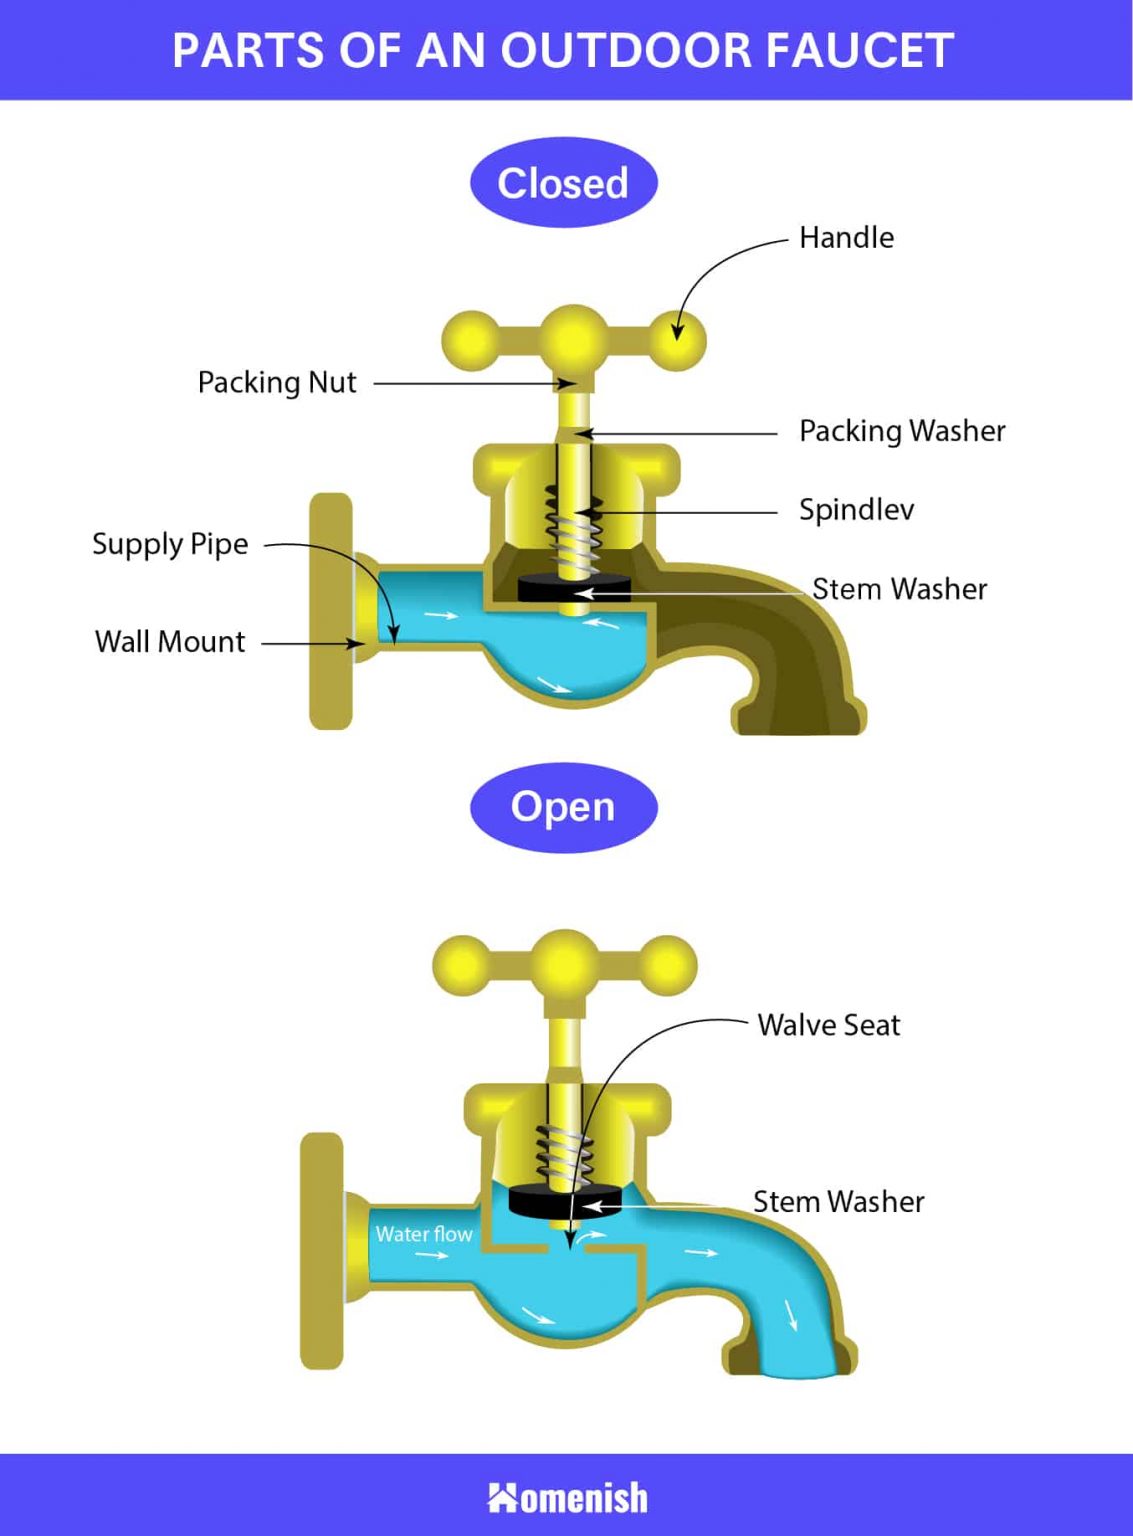 PARTS OF AN OUTDOOR FAUCET
Closed
Handle
Packing Nut
Packing Washer
Spindlev
Supply Pipe
Stem Washer
Wall Mount
Open
Walve Seat
Stem Washer
Water flow
Homenish